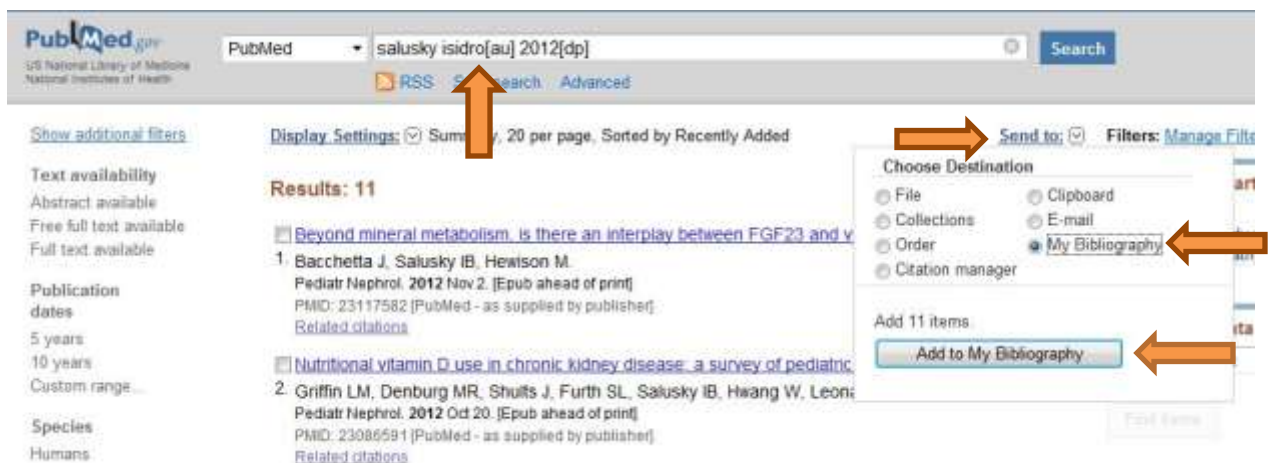 PubMed.gov
US National Library of Medicine
National Institutes of Health
PubMed
salusky isidro[au] 2012[dp]
Search
RSS search Advanced
Show additional filters
Display Settings: Summary, 20 per page, Sorted by Recently Added
Send to: Filters: Manage Filte
Text availability
Abstract available
Free full text available
Full text available
Publication
dates
5 years
10 years
Custom range...
Species
Humans
Results: 11
Beyond mineral metabolism, is there an interplay between FGF23 and v
1. Bacchetta J, Salusky IB, Hewison M.
Pediatr Nephrol. 2012 Nov 2. [Epub ahead of print]
PMID: 23117582 [PubMed - as supplied by publisher]
Related citations
Nutritional vitamin D use in chronic kidney disease: a survey of pediatric
2. Griffin LM, Denburg MR, Shults J, Furth SL, Salusky IB, Hwang W, Leona
Pediatr Nephrol. 2012 Oct 20. [Epub ahead of print]
PMID: 23086591 [PubMed - as supplied by publisher]
Related citations
Choose Destination
File Clipboard
Collections E-mail
Order My Bibliography
Citation manager
Add 11 items.
Add to My Bibliography
Find items